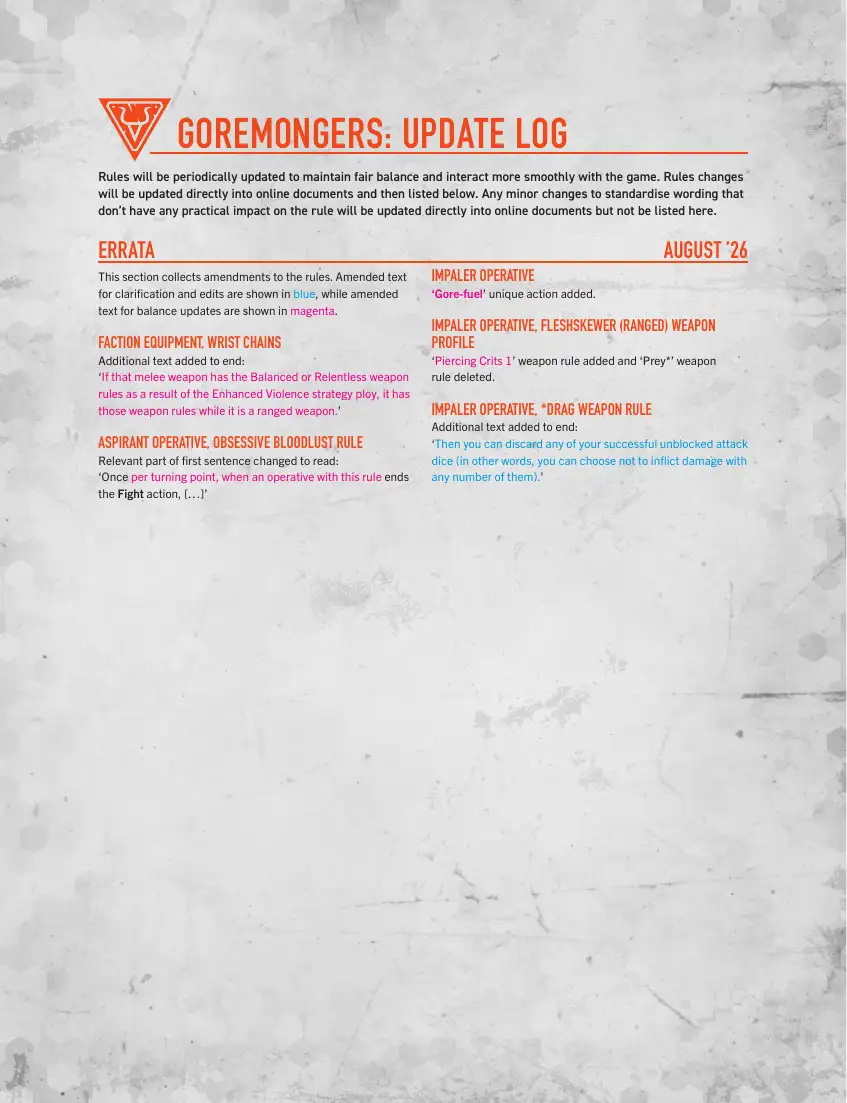 GOREMONGERS: UPDATE LOG
Rules will be periodically updated to maintain fair balance and interact more smoothly with the game. Rules changes
will be updated directly into online documents and then listed below. Any minor changes to standardise wording that
don’t have any practical impact on the rule will be updated directly into online documents but not be listed here.
ERRATA
AUGUST ’26
This section collects amendments to the rules. Amended text
for clarification and edits are shown in blue, while amended
text for balance updates are shown in magenta.
FACTION EQUIPMENT, WRIST CHAINS
Additional text added to end:
‘If that melee weapon has the Balanced or Relentless weapon
rules as a result of the Enhanced Violence strategy ploy, it has
those weapon rules while it is a ranged weapon.’
ASPIRANT OPERATIVE, OBSESSIVE BLOODLUST RULE
Relevant part of first sentence changed to read:
‘Once per turning point, when an operative with this rule ends
the Fight action, […]’
IMPALER OPERATIVE
‘Gore-fuel’ unique action added.
IMPALER OPERATIVE, FLESHSKEWER (RANGED) WEAPON
PROFILE
‘Piercing Crits 1’ weapon rule added and ‘Prey*’ weapon
rule deleted.
IMPALER OPERATIVE, *DRAG WEAPON RULE
Additional text added to end:
‘Then you can discard any of your successful unblocked attack
dice (in other words, you can choose not to inflict damage with
any number of them).’